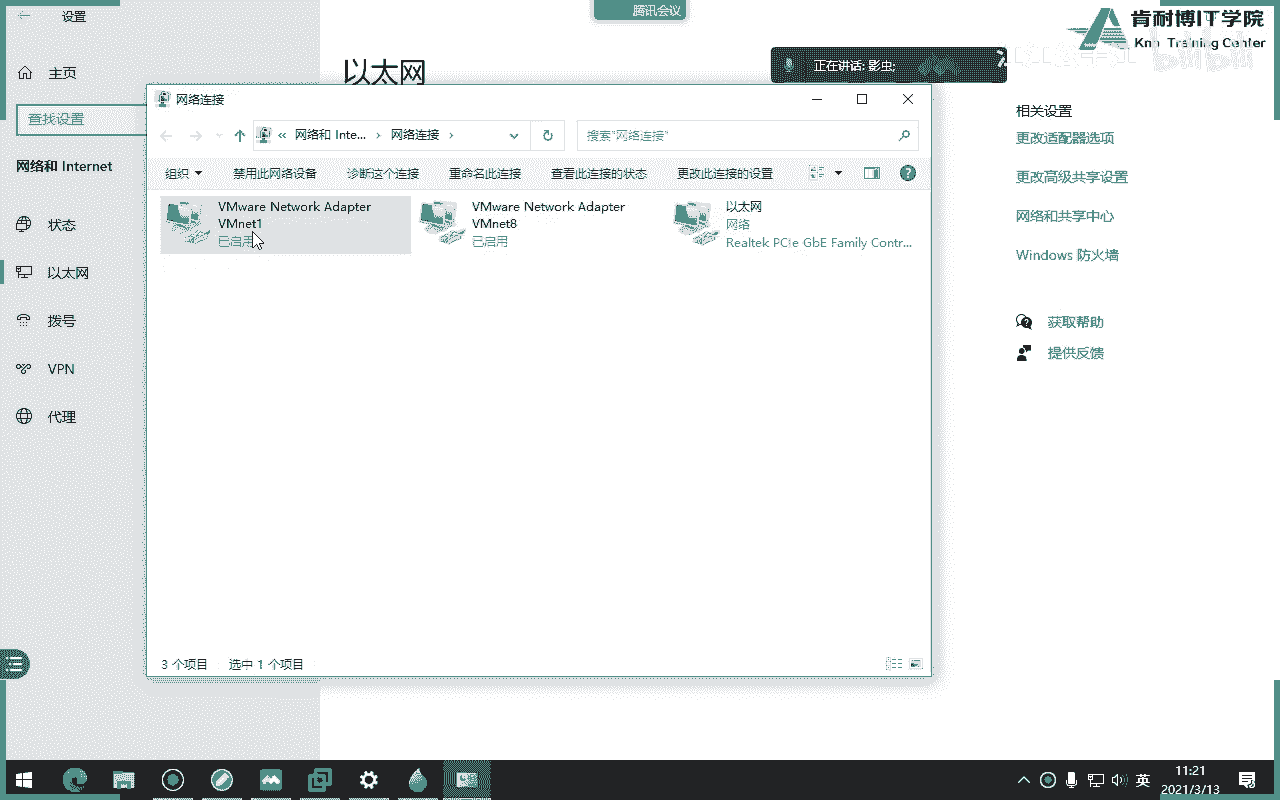 设置
腾讯会议
肯耐博IT学院
Training Center
主页
以太网
正在讲话: 影虫;
查找设置
网络和 Internet
状态
以太网
拨号
VPN
代理
网络连接
« 网络和 Inte... › 网络连接 ›
搜索"网络连接"
组织 禁用此网络设备 诊断这个连接 重命名此连接 查看此连接的状态 更改此连接的设置
VMware Network Adapter
VMnet1
已启用
VMware Network Adapter
VMnet8
已启用
以太网
网络
Realtek PCIe GbE Family Contr...
3 个项目 选中 1 个项目
相关设置
更改适配器选项
更改高级共享设置
网络和共享中心
Windows 防火墙
获取帮助
提供反馈
英
11:21
2021/3/13